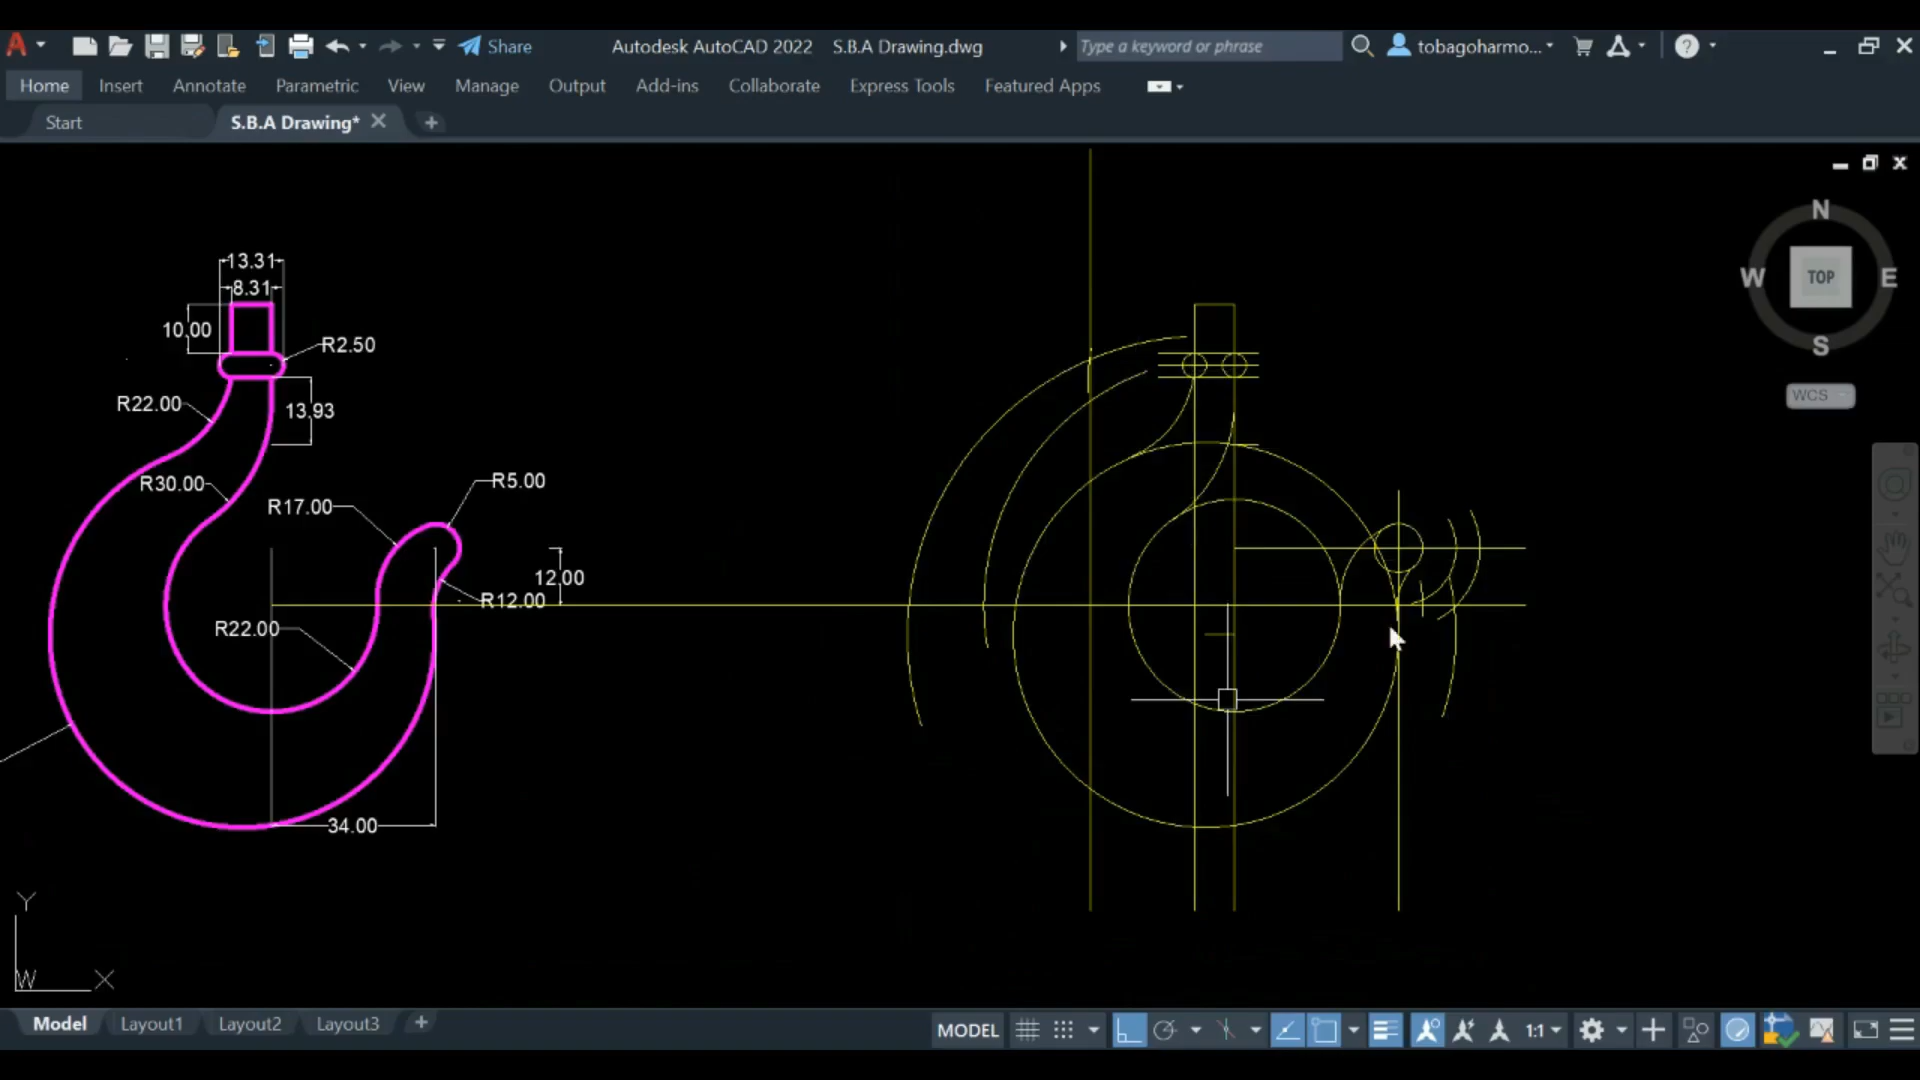 A Share Autodesk AutoCAD 2022 S.B.A Drawing.dwg Type a keyword or phrase tobagoharmo... ?
Home Insert Annotate Parametric View Manage Output Add-ins Collaborate Express Tools Featured Apps
Start S.B.A Drawing*
N
W TOP E
S
WCS
13.31
8.31
10.00
R2.50
R22.00
13.93
R30.00
R17.00
R5.00
12.00
R12.00
R22.00
34.00
Y
W X
Model Layout1 Layout2 Layout3 + MODEL 1:1